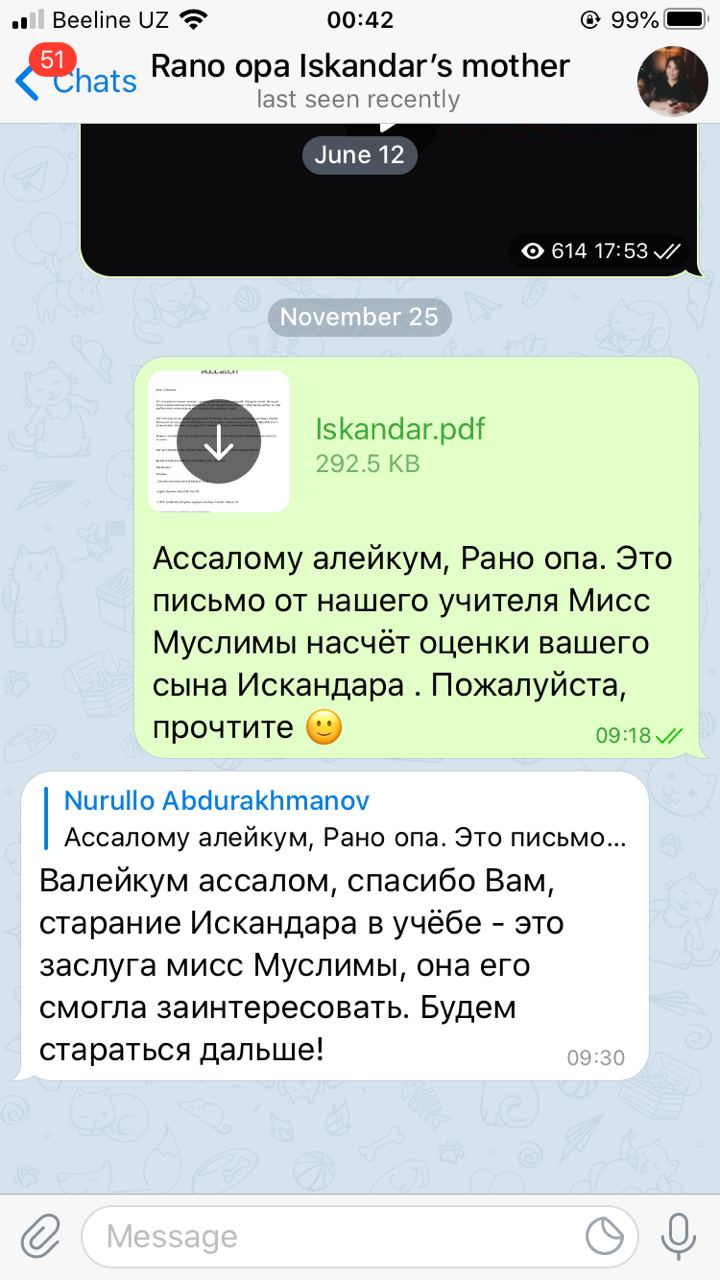 Beeline UZ 00:42 99%
51
Chats Rano opa Iskandar’s mother
last seen recently
June 12
614 17:53
November 25
Iskandar.pdf
292.5 KB
Ассалому алейкум, Рано опа. Это
письмо от нашего учителя Мисс
Муслимы насчёт оценки вашего
сына Искандара . Пожалуйста,
прочтите 🙂
09:18
Nurullo Abdurakhmanov
Ассалому алейкум, Рано опа. Это письмо...
Валейкум ассалом, спасибо Вам,
старание Искандара в учёбе - это
заслуга мисс Муслимы, она его
смогла заинтересовать. Будем
стараться дальше!
09:30
Message